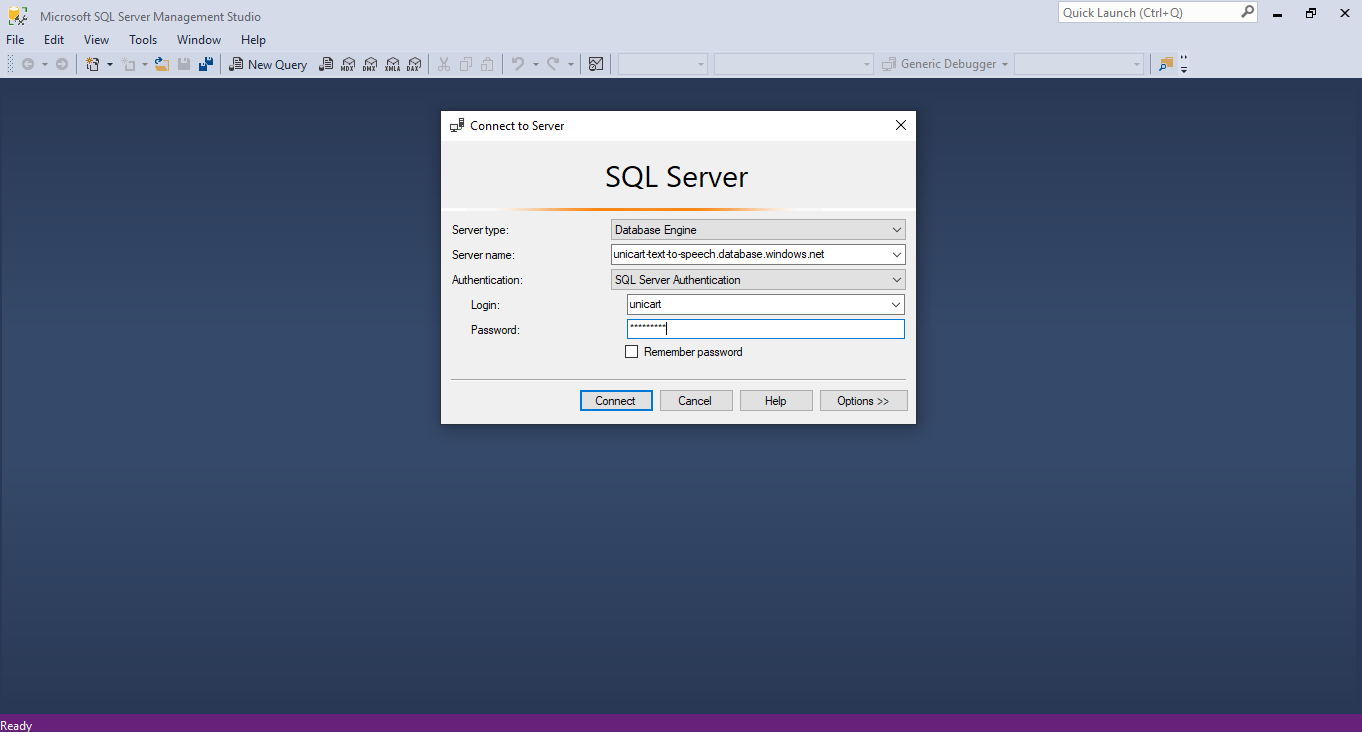 Microsoft SQL Server Management Studio
Quick Launch (Ctrl+Q)
File Edit View Tools Window Help
New Query MDX DMX XMLA DAX Generic Debugger
Connect to Server
SQL Server
Server type: Database Engine
Server name: unicart-text-to-speech.database.windows.net
Authentication: SQL Server Authentication
Login: unicart
Password: *********
Remember password
Connect Cancel Help Options >>
Ready